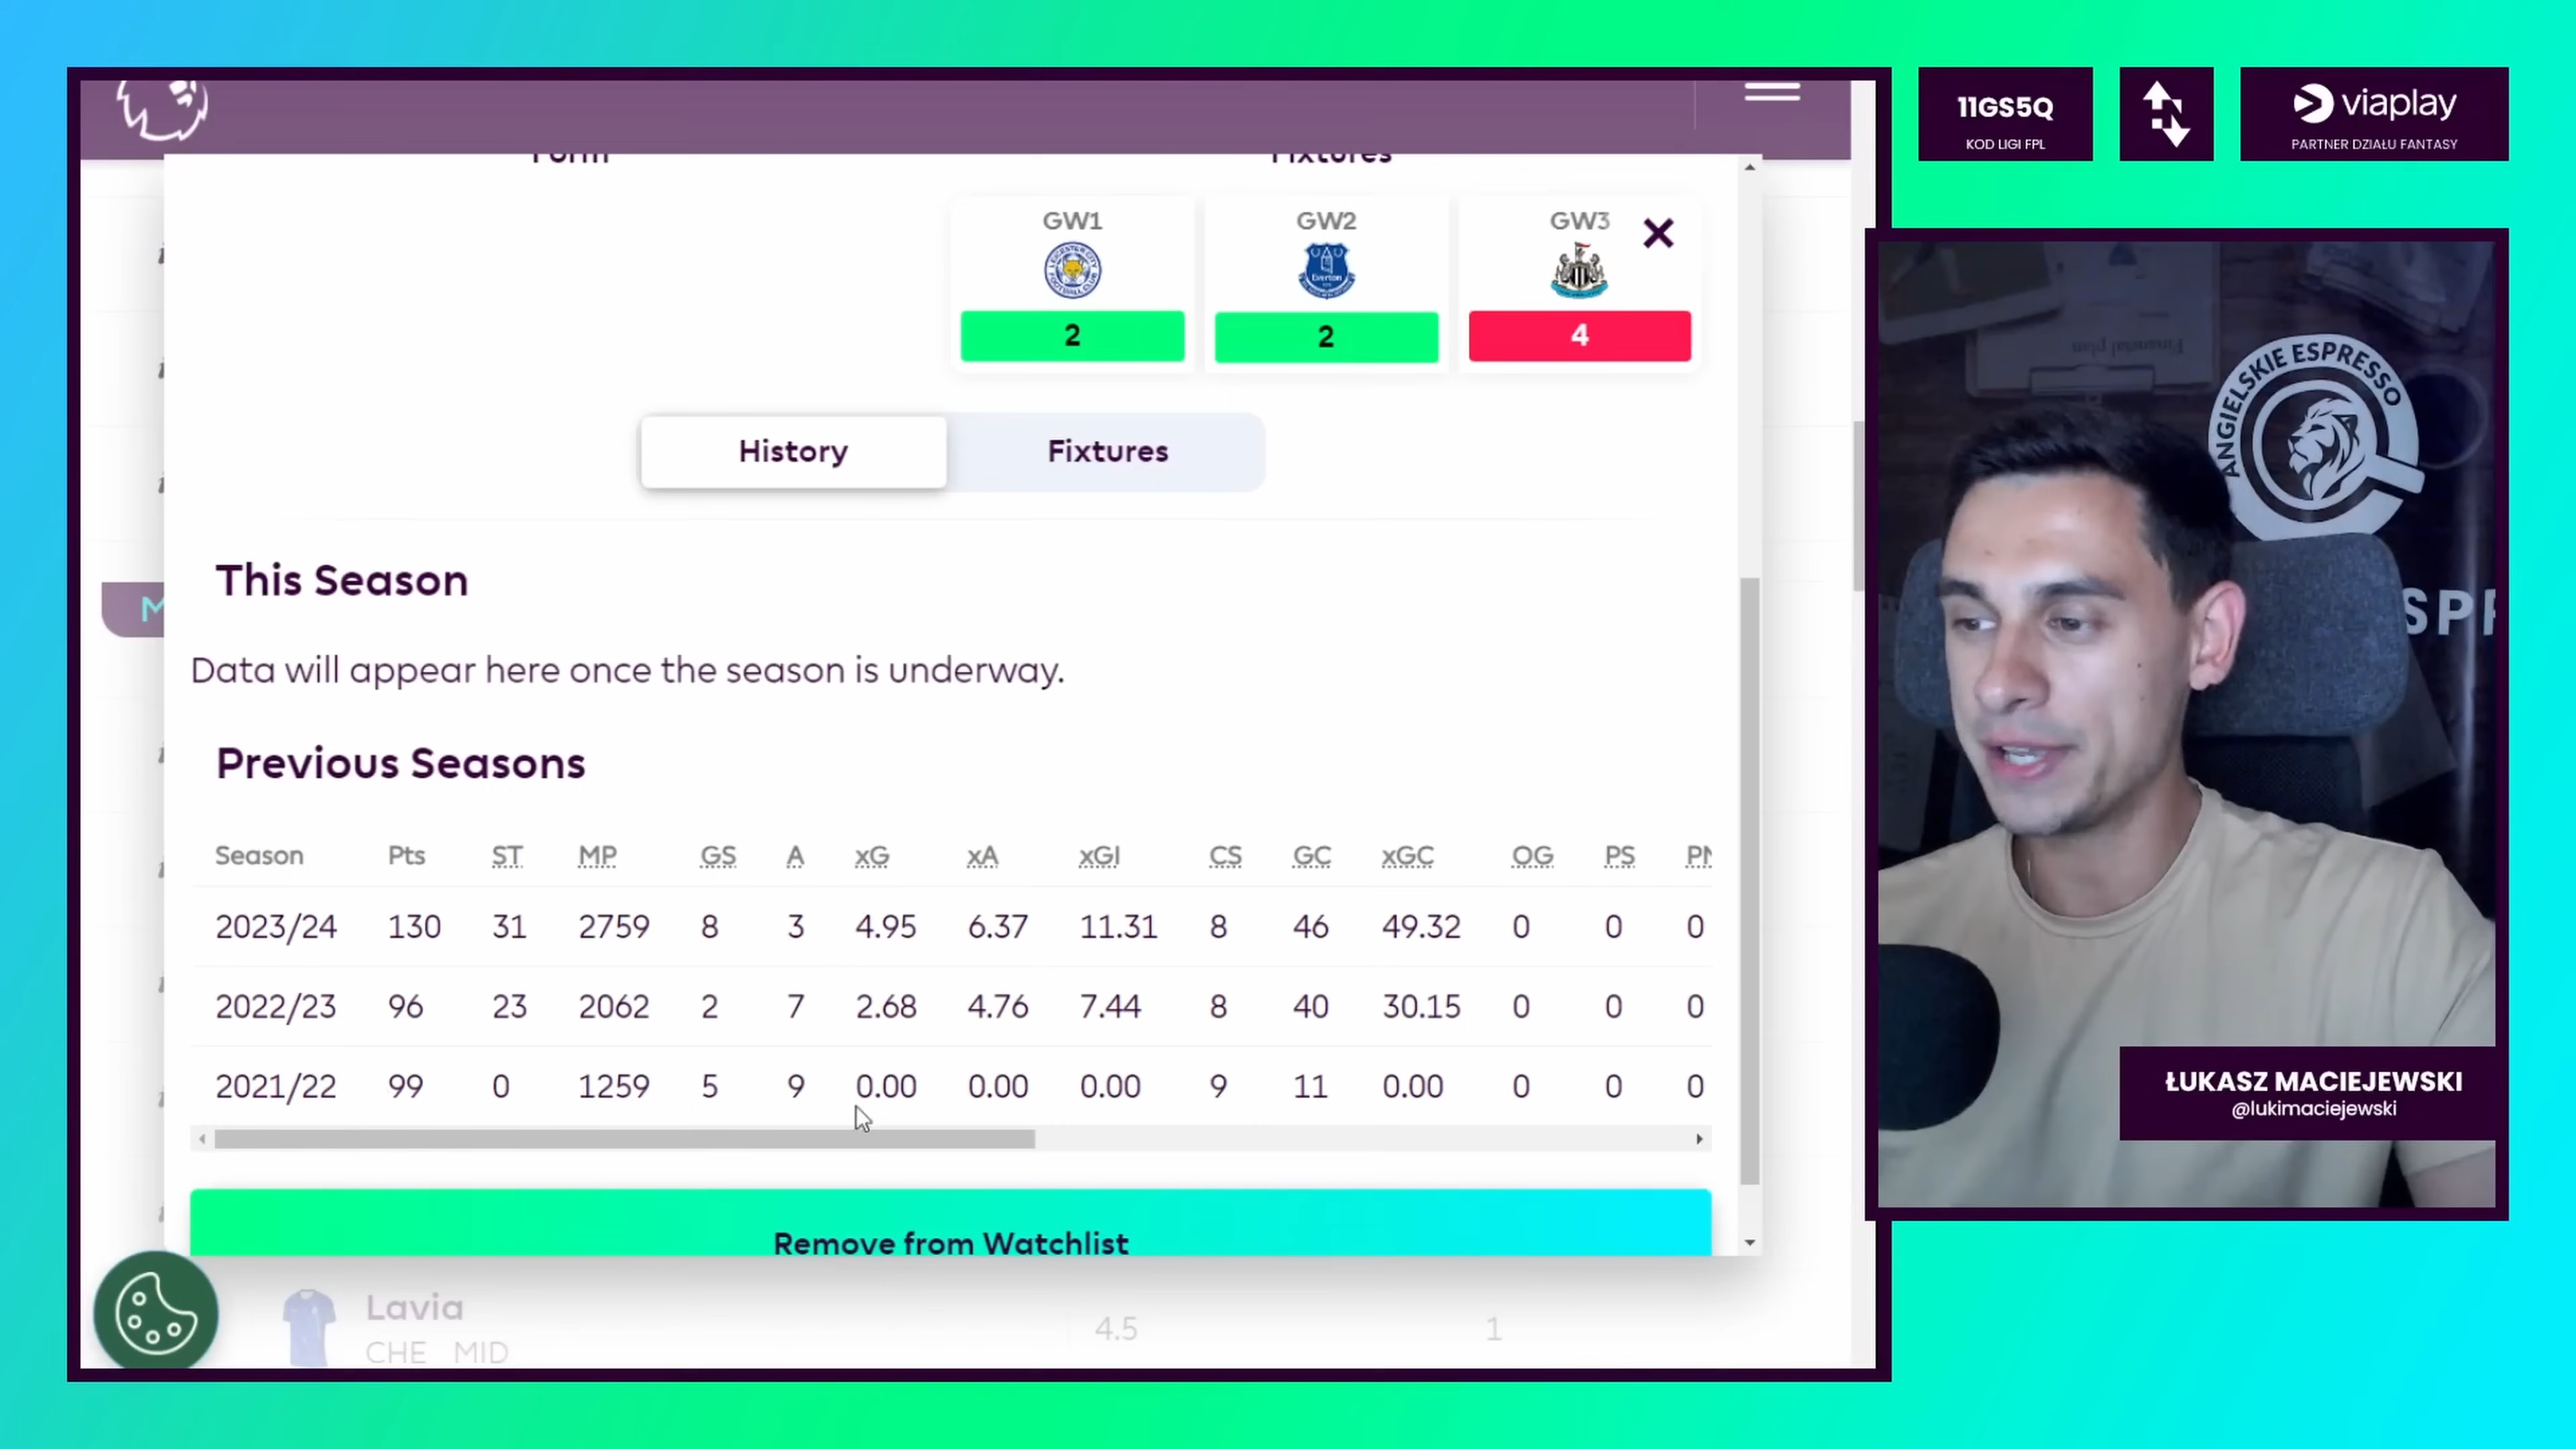 11GS5Q
KOD LIGI FPL
viaplay
PARTNER DZIAŁU FANTASY
Form
Fixtures
GW1
GW2
GW3
Everton
2
2
4
History
Fixtures
This Season
Data will appear here once the season is underway.
Previous Seasons
Season Pts ST MP GS A xG xA xGI CS GC xGC OG PS
2023/24 130 31 2759 8 3 4.95 6.37 11.31 8 46 49.32 0 0 0
2022/23 96 23 2062 2 7 2.68 4.76 7.44 8 40 30.15 0 0 0
2021/22 99 0 1259 5 9 0.00 0.00 0.00 9 11 0.00 0 0 0
Remove from Watchlist
Lavia
CHE MID
4.5
1
Financial plan
ANGIELSKIE ESPRESSO
ŁUKASZ MACIEJEWSKI
@lukimaciejewski